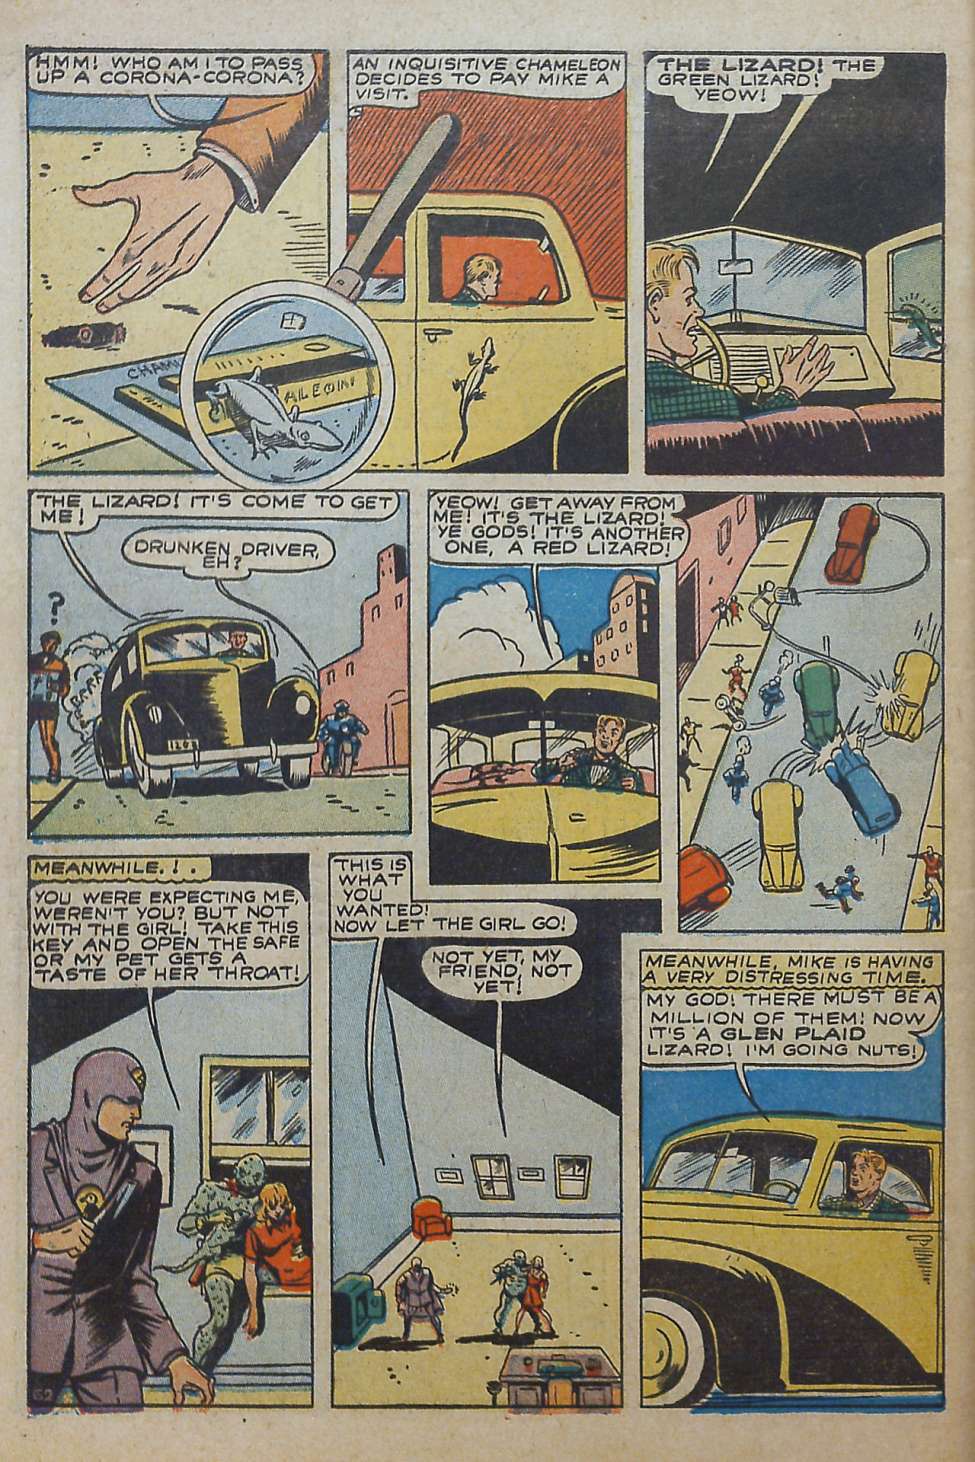 HMM! WHO AM I TO PASS
UP A CORONA-CORONA?
CHAM
ALEON
AN INQUISITIVE CHAMELEON
DECIDES TO PAY MIKE A
VISIT.
THE LIZARD! THE
GREEN LIZARD!
YEOW!
THE LIZARD! IT'S COME TO GET
ME!
DRUNKEN DRIVER,
EH?
?
YEOW! GET AWAY FROM
ME! IT'S THE LIZARD!
YE GODS! IT'S ANOTHER
ONE, A RED LIZARD!
MEANWHILE...
YOU WERE EXPECTING ME,
WEREN'T YOU? BUT NOT
WITH THE GIRL! TAKE THIS
KEY AND OPEN THE SAFE
OR MY PET GETS A
TASTE OF HER THROAT!
62
THIS IS
WHAT
YOU
WANTED!
NOW LET THE GIRL GO!
NOT YET, MY
FRIEND, NOT
YET!
MEANWHILE, MIKE IS HAVING
A VERY DISTRESSING TIME.
MY GOD! THERE MUST BE A
MILLION OF THEM! NOW
IT'S A GLEN PLAID
LIZARD! I'M GOING NUTS!